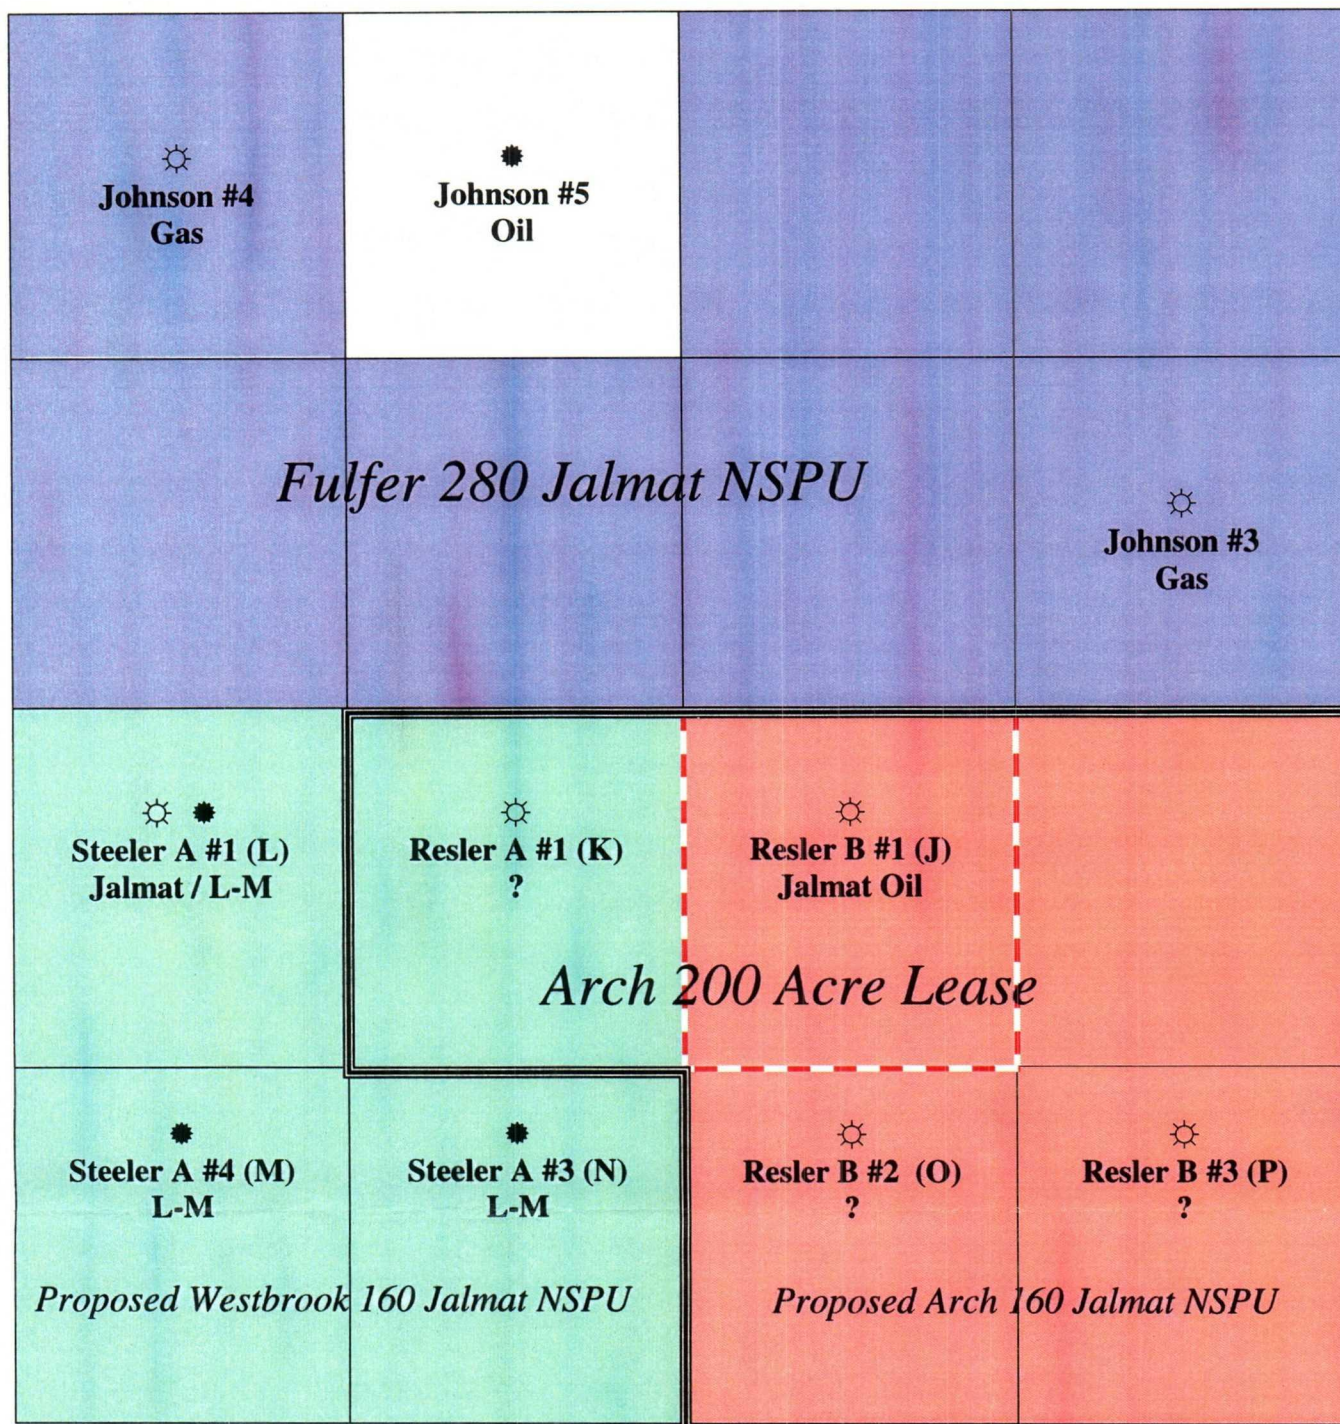 Johnson #4
Gas
Johnson #5
Oil
Fulfer 280 Jalmat NSPU
Johnson #3
Gas
Steeler A #1 (L)
Jalmat / L-M
Resler A #1 (K)
?
Resler B #1 (J)
Jalmat Oil
Arch 200 Acre Lease
Steeler A #4 (M)
L-M
Steeler A #3 (N)
L-M
Resler B #2 (O)
?
Resler B #3 (P)
?
Proposed Westbrook 160 Jalmat NSPU
Proposed Arch 160 Jalmat NSPU